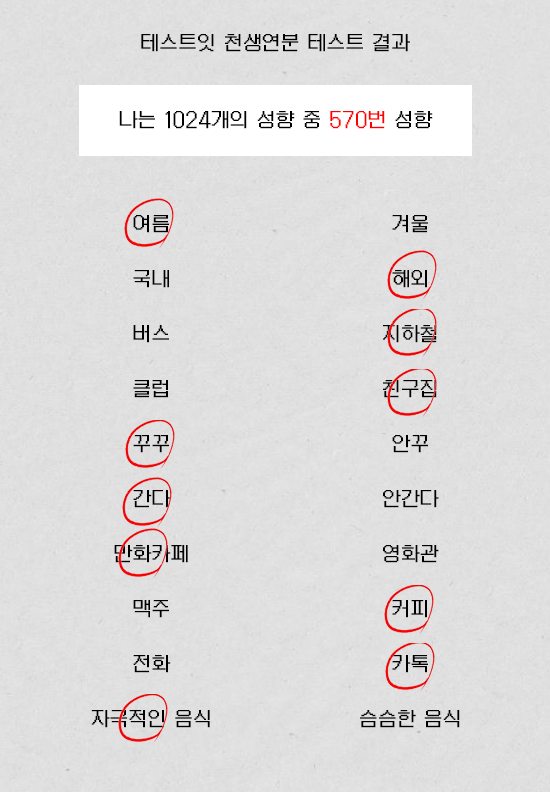 테스트잇 천생연분 테스트 결과
나는 1024개의 성향 중 570번 성향
여름 겨울
국내 해외
버스 지하철
클럽 친구집
꾸꾸 안꾸
간다 안간다
만화카페 영화관
맥주 커피
전화 카톡
자극적인 음식 슴슴한 음식